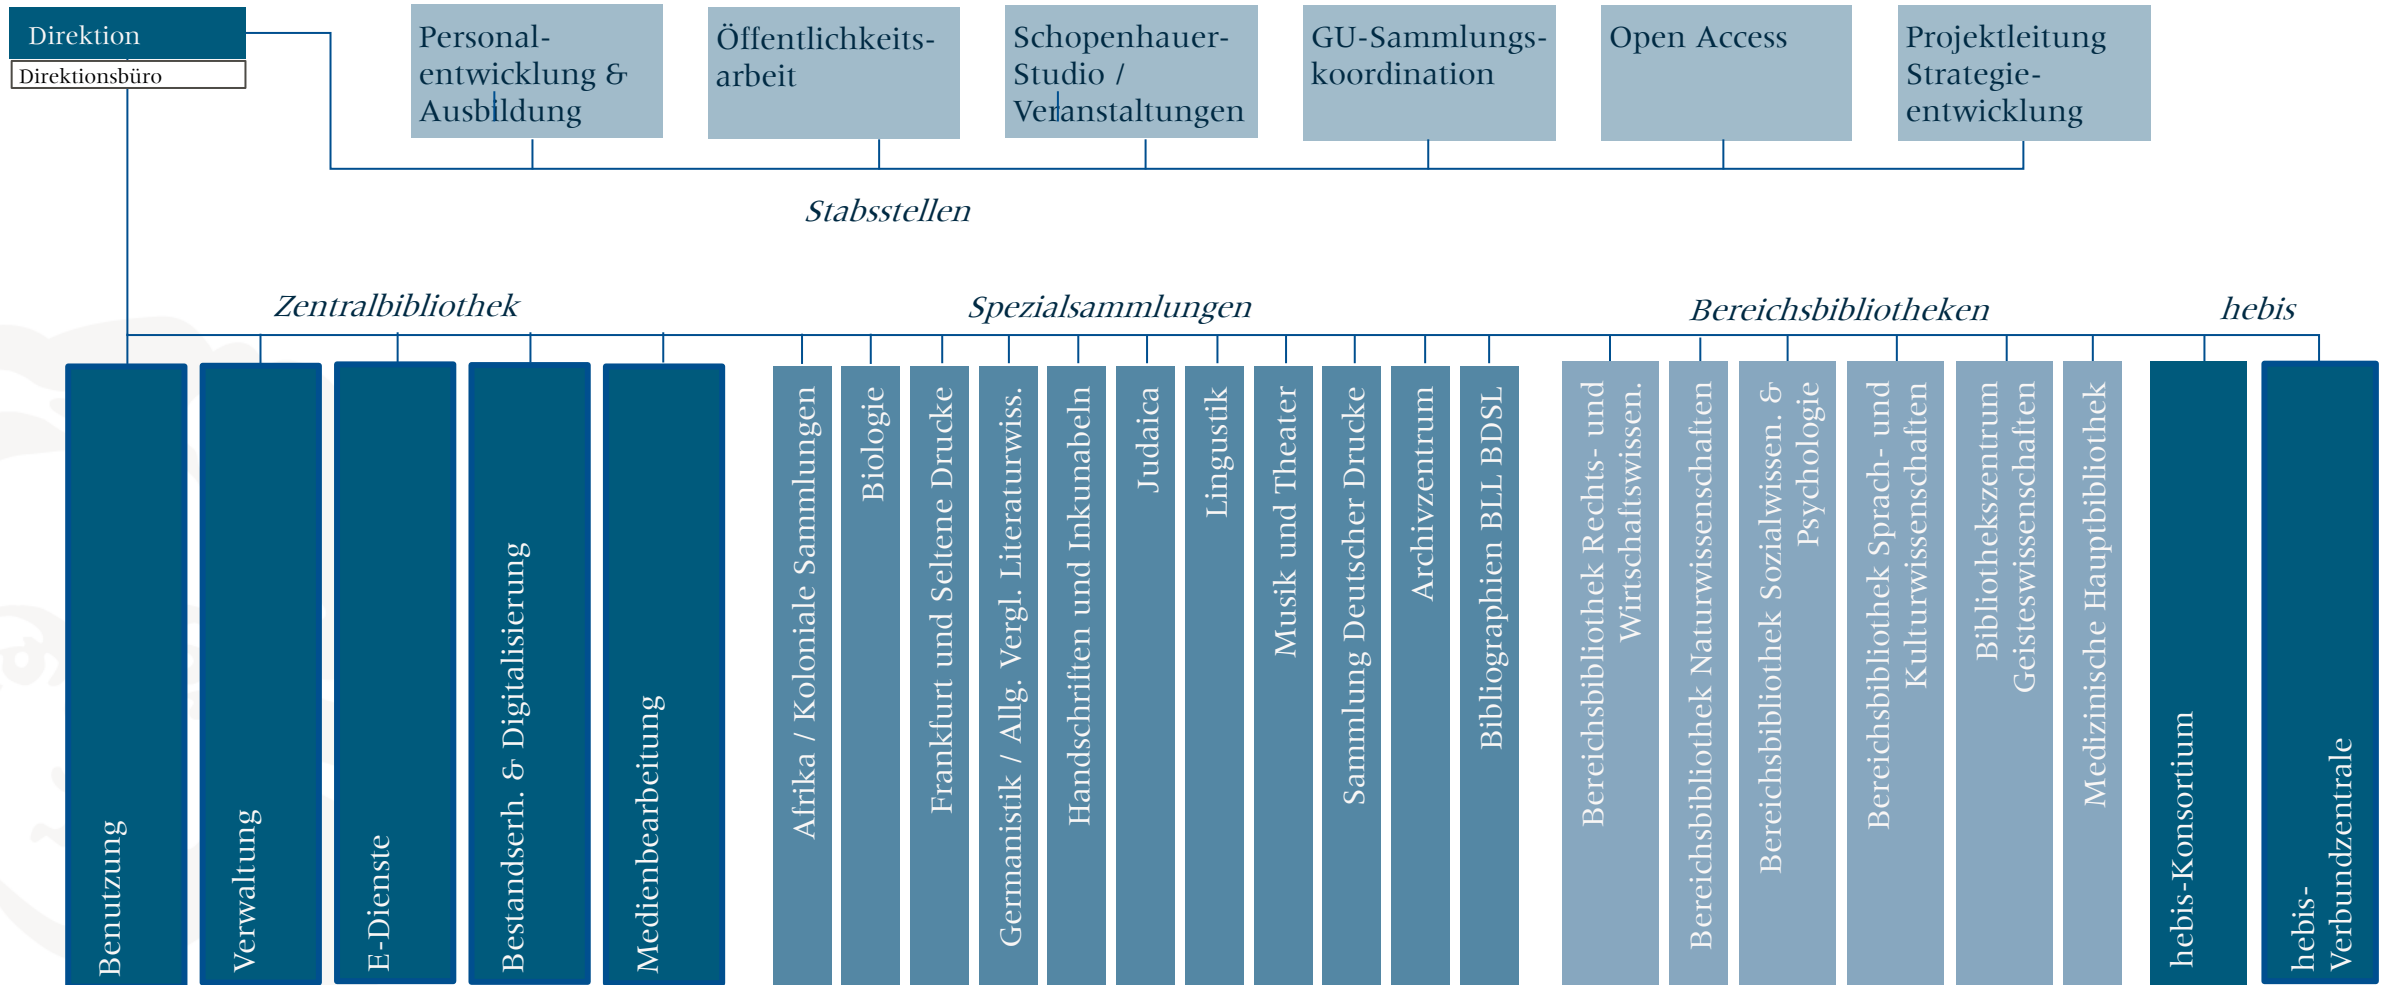 Direktion
Direktionsbüro
Personal-
entwicklung &
Ausbildung
Öffentlichkeits-
arbeit
Schopenhauer-
Studio /
Veranstaltungen
GU-Sammlungs-
koordination
Open Access
Projektleitung
Strategie-
entwicklung
Stabsstellen
Zentralbibliothek
Spezialsammlungen
Bereichsbibliotheken
hebis
Benutzung
Verwaltung
E-Dienste
Bestandserh. & Digitalisierung
Medienbearbeitung
Afrika / Koloniale Sammlungen
Biologie
Frankfurt und Seltene Drucke
Germanistik / Allg. Vergl. Literaturwiss.
Handschriften und Inkunabeln
Judaica
Lingustik
Musik und Theater
Sammlung Deutscher Drucke
Archivzentrum
Bibliographien BLL BDSL
Bereichsbibliothek Rechts- und
Wirtschaftswissen.
Bereichsbibliothek Naturwissenschaften
Bereichsbibliothek Sozialwissen. &
Psychologie
Bereichsbibliothek Sprach- und
Kulturwissenschaften
Bibliothekszentrum
Geisteswissenschaften
Medizinische Hauptbibliothek
hebis-Konsortium
hebis-
Verbundzentrale